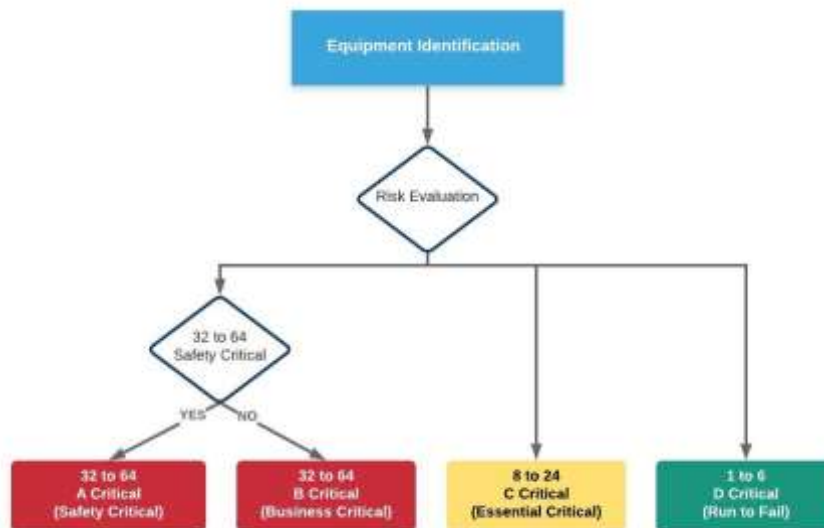 Equipment Identification
Risk Evaluation
32 to 64
Safety Critical
YES
NO
32 to 64
A Critical
(Safety Critical)
32 to 64
B Critical
(Business Critical)
8 to 24
C Critical
(Essential Critical)
1 to 6
D Critical
(Run to Fail)